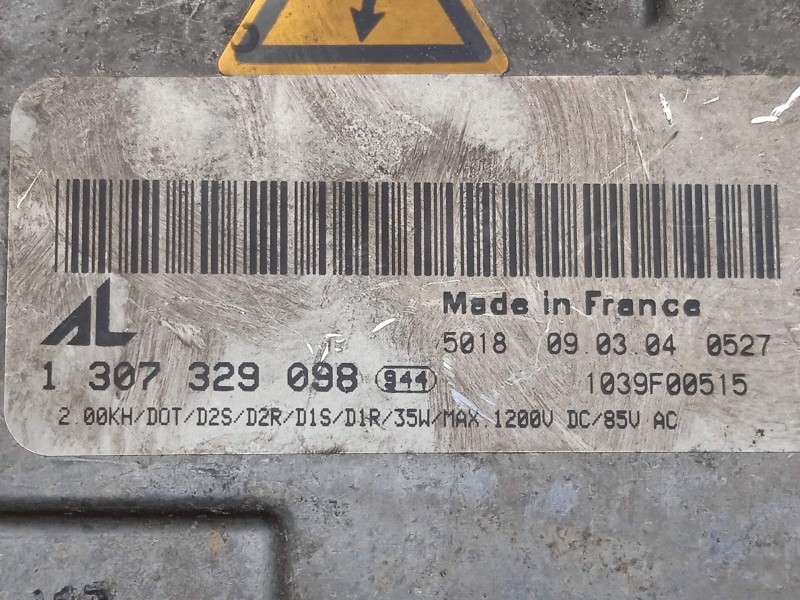 AL
Made in France
5018 09.03.04 0527
1 307 329 098 944 1039F00515
2.00KH/DOT/D2S/D2R/D1S/D1R/35W/MAX.1200V DC/85V AC